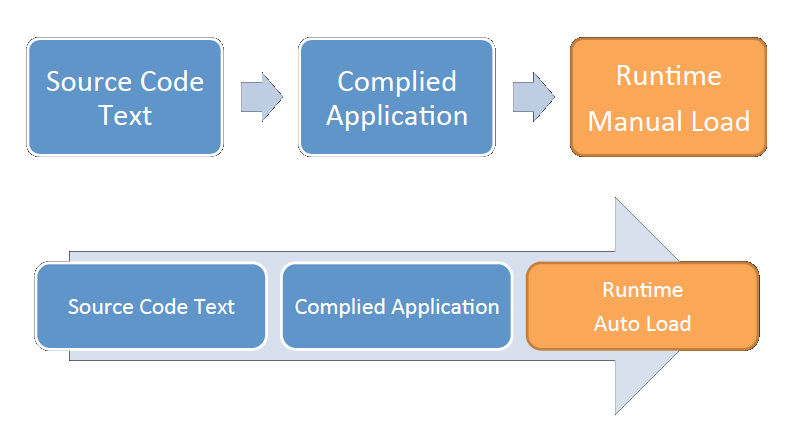 Source Code
Text
Complied
Application
Runtime
Manual Load
Source Code Text
Complied Application
Runtime
Auto Load